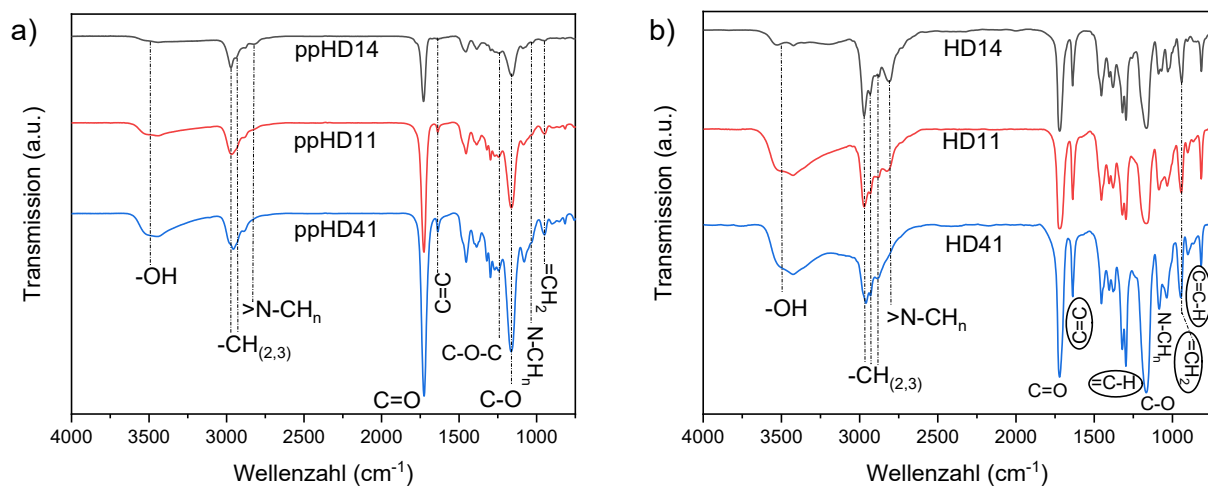 a)
ppHD14
ppHD11
ppHD41
-OH
>N-CHₙ
-CH₍₂,₃₎
C=O
C=C
C-O-C
C-O
N-CHₙ
=CH₂
Transmission (a.u.)
4000 3500 3000 2500 2000 1500 1000
Wellenzahl (cm⁻¹)
b)
HD14
HD11
HD41
-OH
>N-CHₙ
-CH₍₂,₃₎
C=O
C=C
=C-H
C-O
N-CHₙ
=CH₂
C=C-H
Transmission (a.u.)
4000 3500 3000 2500 2000 1500 1000
Wellenzahl (cm⁻¹)